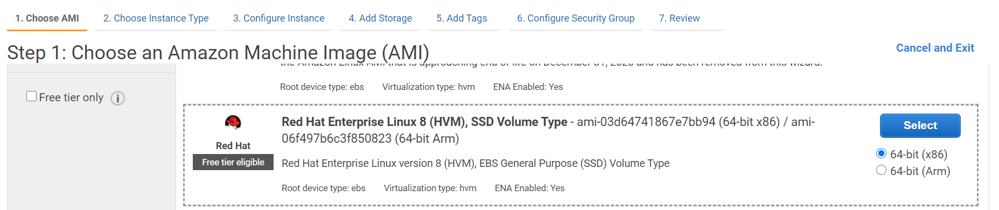 1. Choose AMI 2. Choose Instance Type 3. Configure Instance 4. Add Storage 5. Add Tags 6. Configure Security Group 7. Review
Step 1: Choose an Amazon Machine Image (AMI)
Cancel and Exit
the Amazon Linux AMI that is approaching end of life on December 31, 2020 and has been removed from this wizard.
Free tier only
Root device type: ebs Virtualization type: hvm ENA Enabled: Yes
Red Hat
Free tier eligible
Red Hat Enterprise Linux 8 (HVM), SSD Volume Type - ami-03d64741867e7bb94 (64-bit x86) / ami-
06f497b6c3f850823 (64-bit Arm)
Red Hat Enterprise Linux version 8 (HVM), EBS General Purpose (SSD) Volume Type
Root device type: ebs Virtualization type: hvm ENA Enabled: Yes
Select
64-bit (x86)
64-bit (Arm)